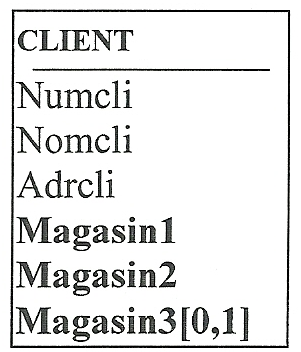 CLIENT
Numcli
Nomcli
Adrcli
Magasin1
Magasin2
Magasin3[0,1]